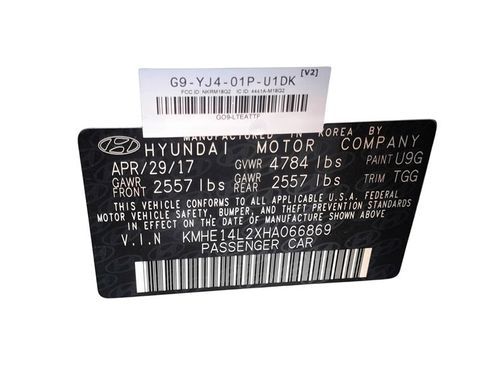 [V2]
G9-YJ4-01P-U1DK
FCC ID: NKRM18Q2 IC ID: 4441A-M18Q2
GO9-LTEATTF
MANUFACTURED IN KOREA BY
HYUNDAI MOTOR COMPANY
APR/29/17 GVWR 4784 lbs PAINT U9G
GAWR FRONT 2557 lbs GAWR REAR 2557 lbs TRIM TGG
THIS VEHICLE CONFORMS TO ALL APPLICABLE U.S.A. FEDERAL
MOTOR VEHICLE SAFETY, BUMPER, AND THEFT PREVENTION STANDARDS
IN EFFECT ON THE DATE OF MANUFACTURE SHOWN ABOVE
V.I.N KMHE14L2XHA066869
PASSENGER CAR